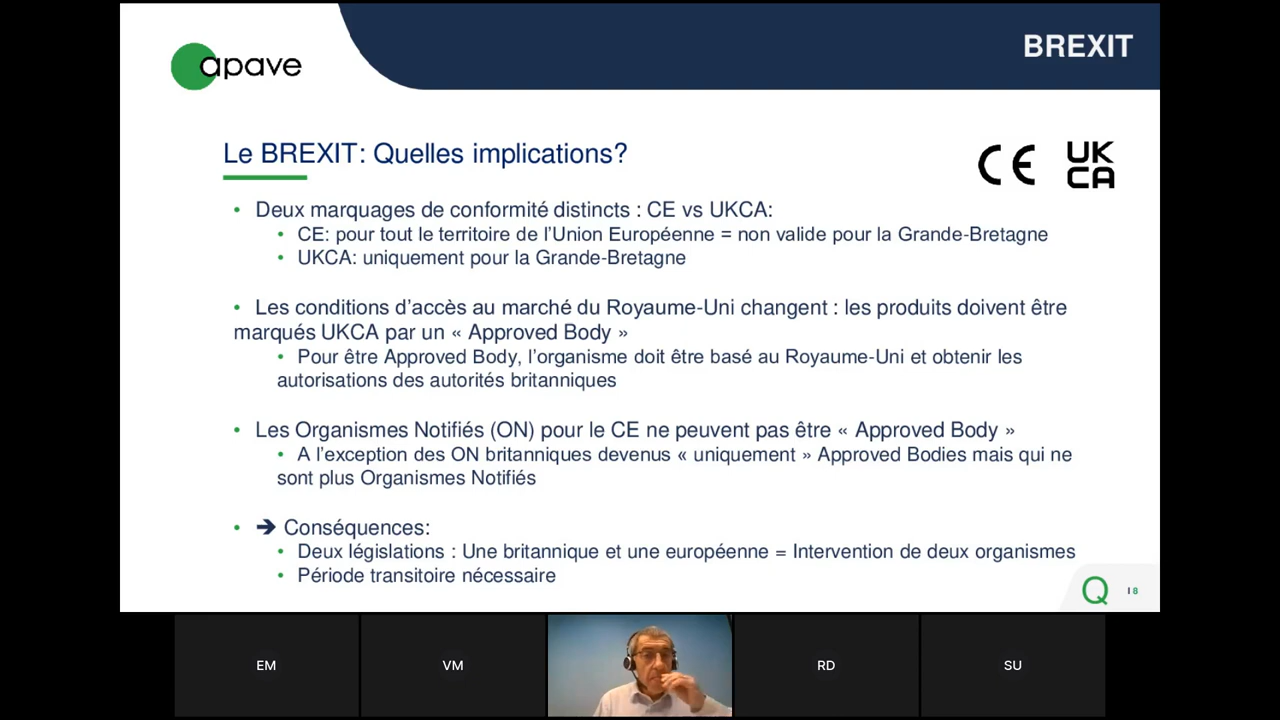 apave
BREXIT
Le BREXIT: Quelles implications?
CE UK
CA
• Deux marquages de conformité distincts : CE vs UKCA:
• CE: pour tout le territoire de l’Union Européenne = non valide pour la Grande-Bretagne
• UKCA: uniquement pour la Grande-Bretagne
• Les conditions d’accès au marché du Royaume-Uni changent : les produits doivent être
marqués UKCA par un « Approved Body »
• Pour être Approved Body, l’organisme doit être basé au Royaume-Uni et obtenir les
autorisations des autorités britanniques
• Les Organismes Notifiés (ON) pour le CE ne peuvent pas être « Approved Body »
• A l’exception des ON britanniques devenus « uniquement » Approved Bodies mais qui ne
sont plus Organismes Notifiés
• ➔ Conséquences:
• Deux législations : Une britannique et une européenne = Intervention de deux organismes
• Période transitoire nécessaire
Q I 8
EM
VM
RD
SU